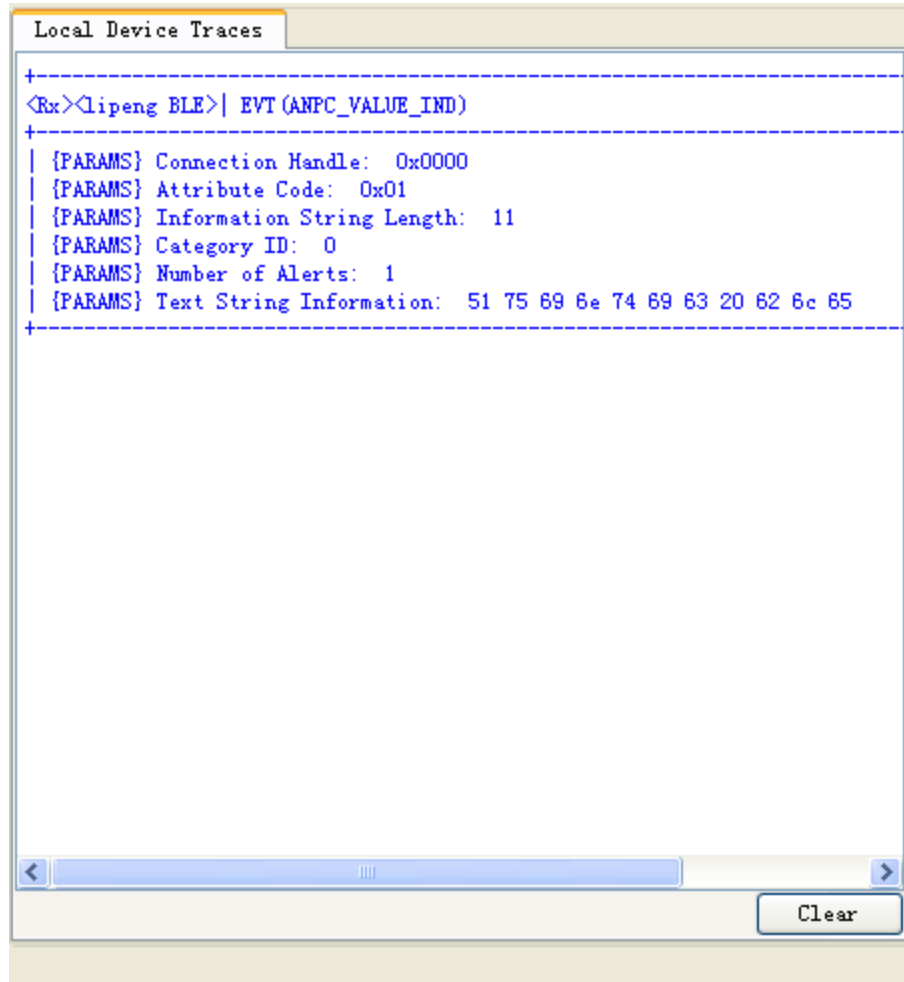 Local Device Traces
+-----------------------------------------------------------------------
<Rx><lipeng BLE>| EVT(ANPC_VALUE_IND)
+-----------------------------------------------------------------------
| {PARAMS} Connection Handle:  0x0000
| {PARAMS} Attribute Code:  0x01
| {PARAMS} Information String Length:  11
| {PARAMS} Category ID:  0
| {PARAMS} Number of Alerts:  1
| {PARAMS} Text String Information:  51 75 69 6e 74 69 63 20 62 6c 65
+-----------------------------------------------------------------------
Clear